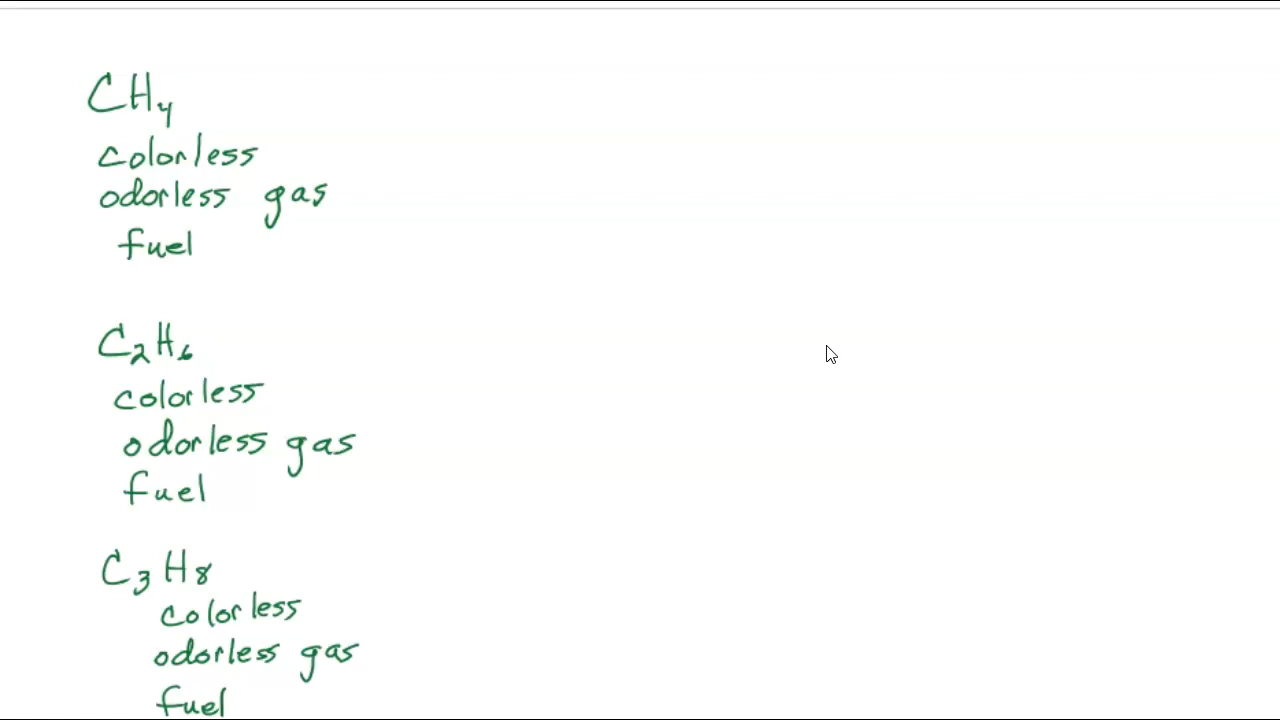 CH₄
colorless
odorless gas
fuel
C₂H₆
colorless
odorless gas
fuel
C₃H₈
colorless
odorless gas
fuel